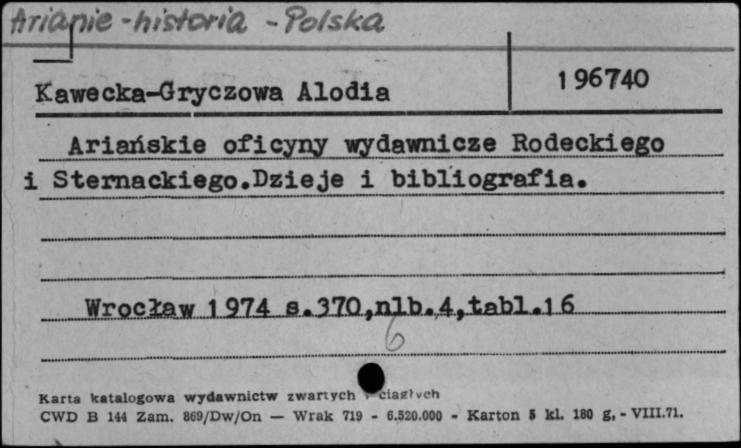 Arianie - historia - Polska
Kawecka-Gryczowa Alodia
196740
Ariańskie oficyny wydawnicze Rodeckiego
i Sternackiego.Dzieje i bibliografia.
Wrocław 1974 s.370,nlb.4,tabl.16
6
Karta katalogowa wydawnictw zwartych ciągłych
CWD B 144 Zam. 869/Dw/On — Wrak 719 - 6.520.000 - Karton 5 kl. 180 g, - VIII.71.